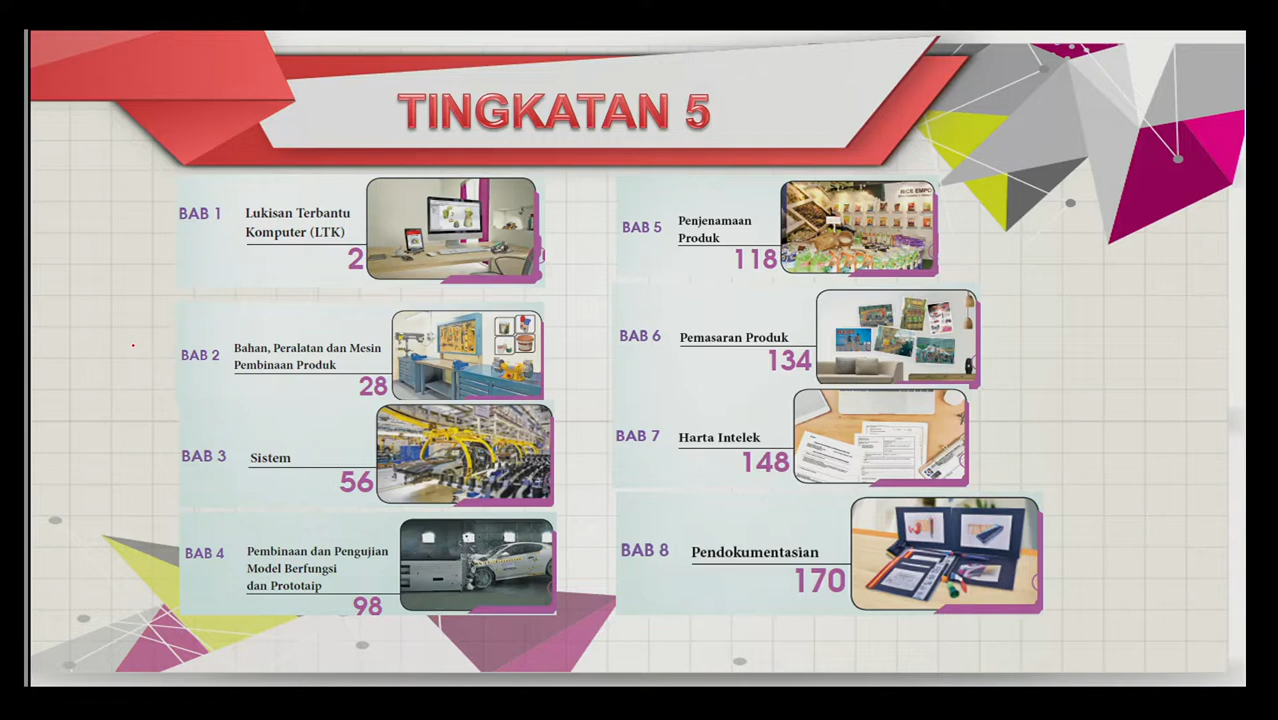 TINGKATAN 5
BAB 1
Lukisan Terbantu
Komputer (LTK)
2
BAB 2
Bahan, Peralatan dan Mesin
Pembinaan Produk
28
BAB 3
Sistem
56
BAB 4
Pembinaan dan Pengujian
Model Berfungsi
dan Prototaip
98
BAB 5
Penjenamaan
Produk
118
RICE EMPO
BAB 6
Pemasaran Produk
134
BAB 7
Harta Intelek
148
BAB 8
Pendokumentasian
170